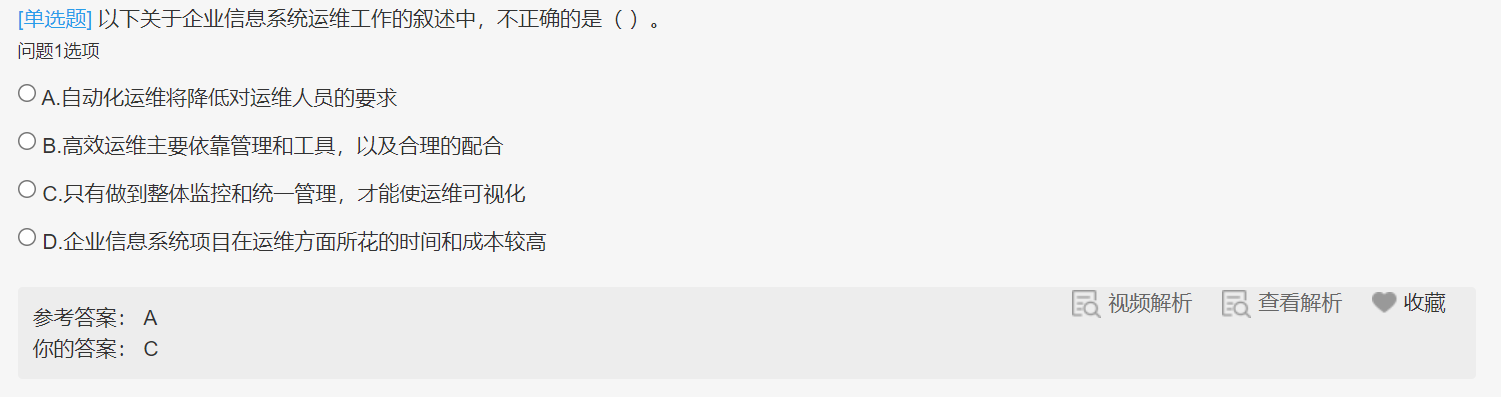 [单选题] 以下关于企业信息系统运维工作的叙述中，不正确的是（ ）。
问题1选项
A.自动化运维将降低对运维人员的要求
B.高效运维主要依靠管理和工具，以及合理的配合
C.只有做到整体监控和统一管理，才能使运维可视化
D.企业信息系统项目在运维方面所花的时间和成本较高
视频解析 查看解析 收藏
参考答案： A
你的答案： C